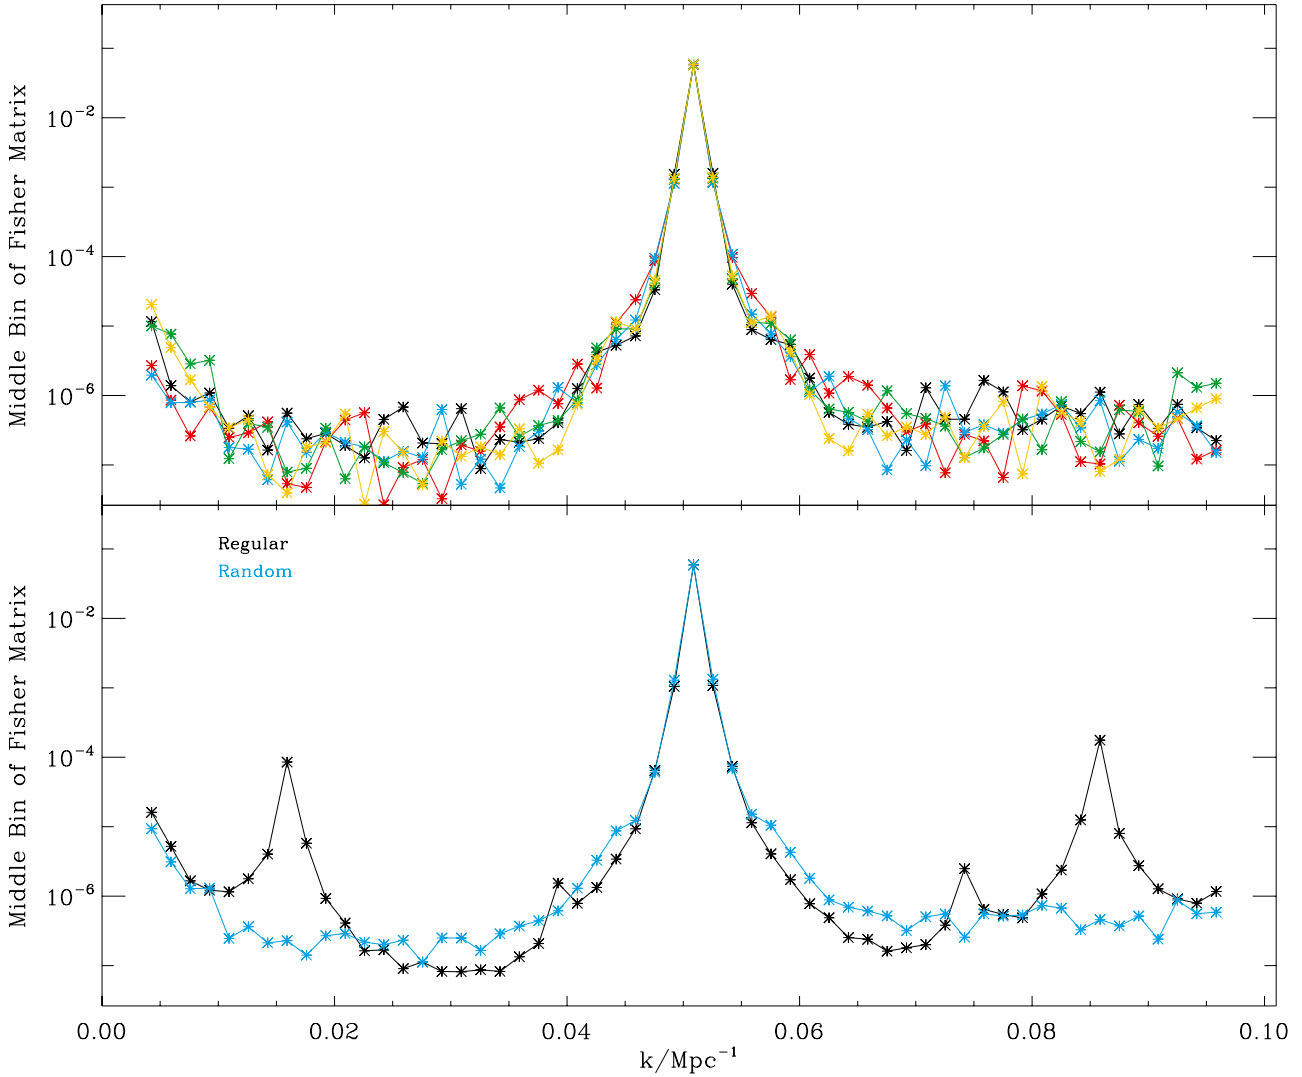 Middle Bin of Fisher Matrix
10⁻²
10⁻⁴
10⁻⁶
Regular
Random
Middle Bin of Fisher Matrix
10⁻²
10⁻⁴
10⁻⁶
0.00 0.02 0.04 0.06 0.08 0.10
k/Mpc⁻¹